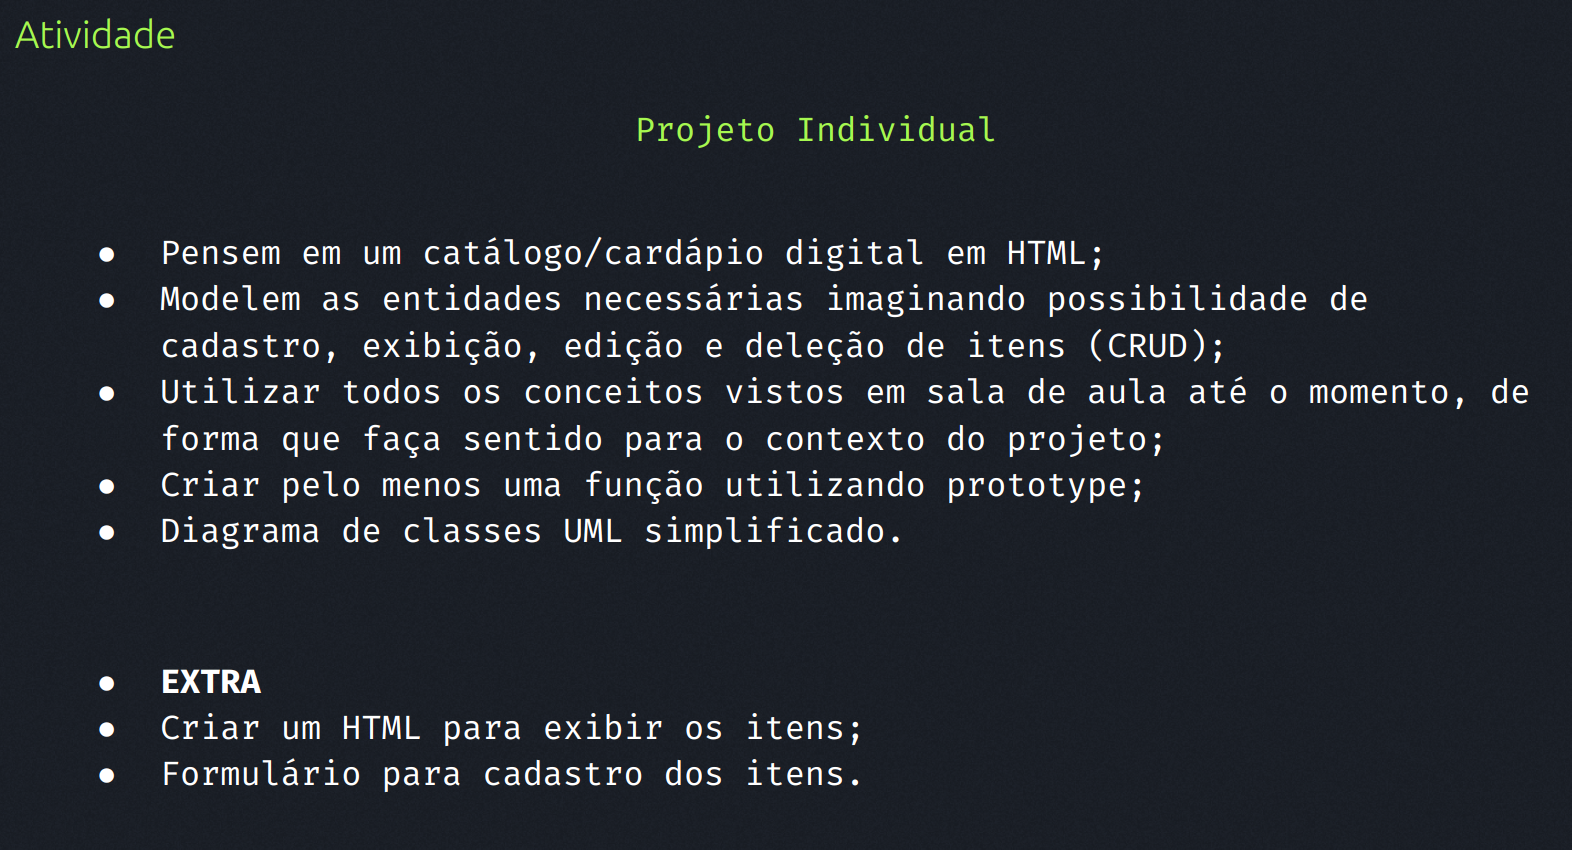 Atividade
Projeto Individual
● Pensem em um catálogo/cardápio digital em HTML;
● Modelem as entidades necessárias imaginando possibilidade de
cadastro, exibição, edição e deleção de itens (CRUD);
● Utilizar todos os conceitos vistos em sala de aula até o momento, de
forma que faça sentido para o contexto do projeto;
● Criar pelo menos uma função utilizando prototype;
● Diagrama de classes UML simplificado.
● EXTRA
● Criar um HTML para exibir os itens;
● Formulário para cadastro dos itens.